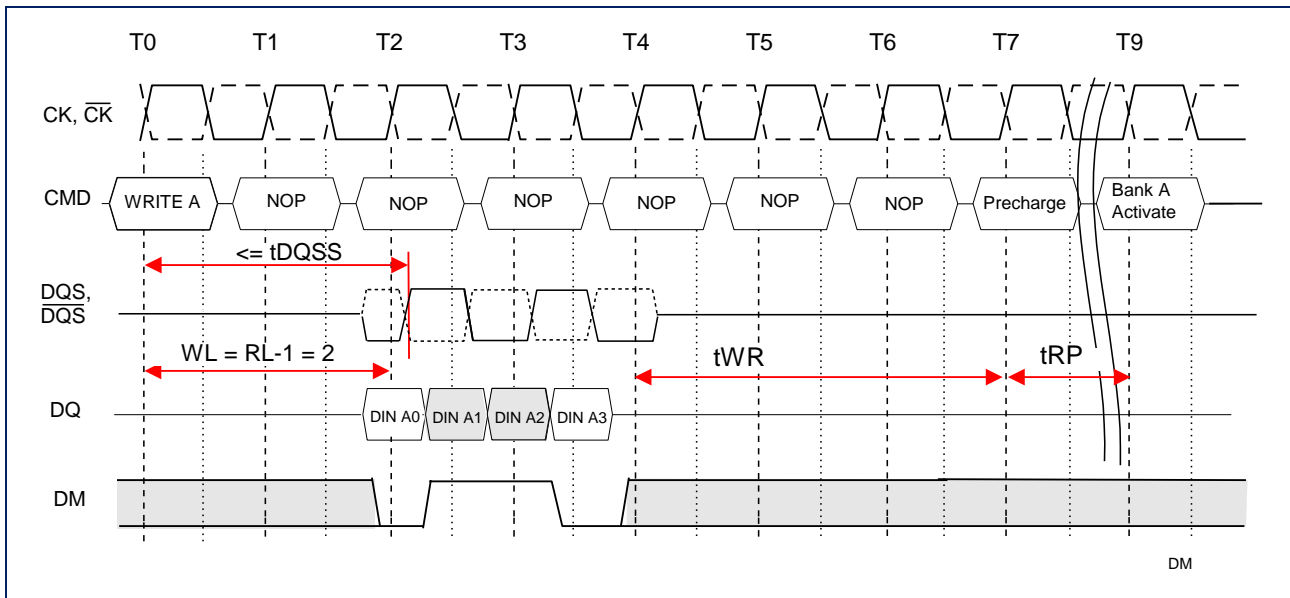 T0 T1 T2 T3 T4 T5 T6 T7 T9
CK, C̅K̅
CMD WRITE A NOP NOP NOP NOP NOP NOP Precharge Bank A
Activate
<= tDQSS
DQS,
D̅Q̅S̅
WL = RL-1 = 2 tWR tRP
DQ DIN A0 DIN A1 DIN A2 DIN A3
DM
DM